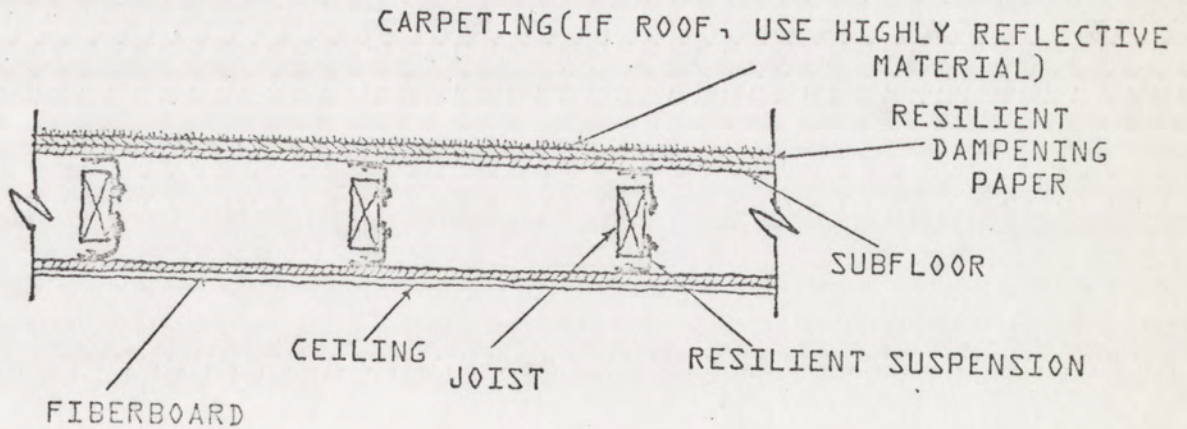 CARPETING(IF ROOF, USE HIGHLY REFLECTIVE
MATERIAL)
RESILIENT
DAMPENING
PAPER
SUBFLOOR
CEILING
JOIST
RESILIENT SUSPENSION
FIBERBOARD